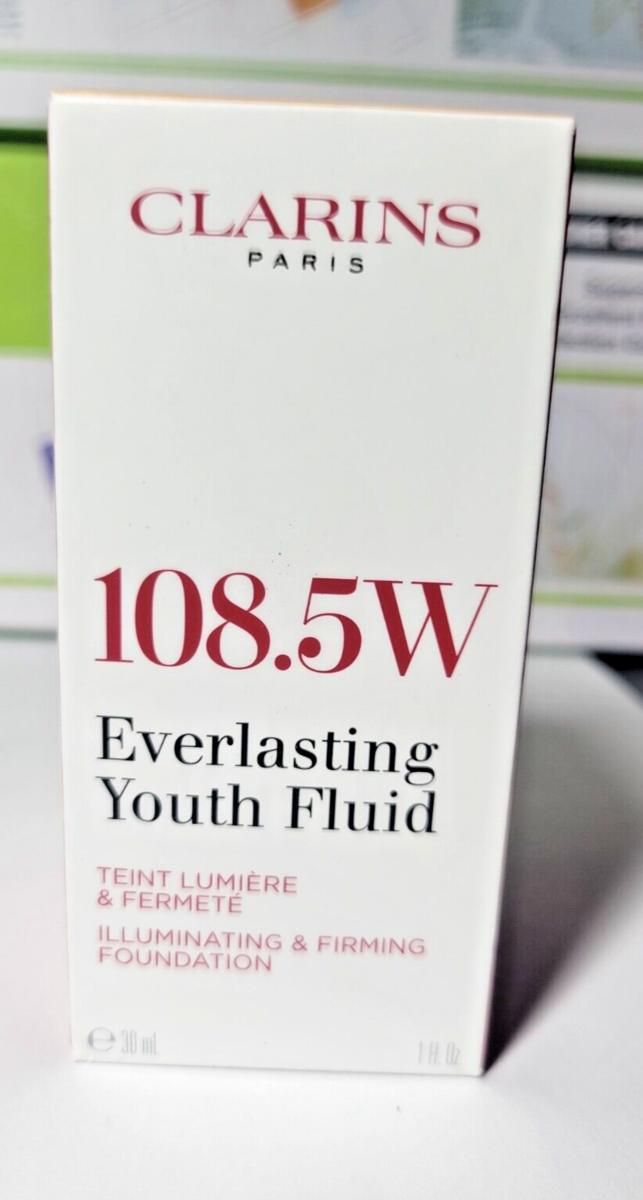 CLARINS
PARIS
108.5W
Everlasting
Youth Fluid
TEINT LUMIÈRE
& FERMETÉ
ILLUMINATING & FIRMING
FOUNDATION
℮ 30 ml 1 fl. Oz